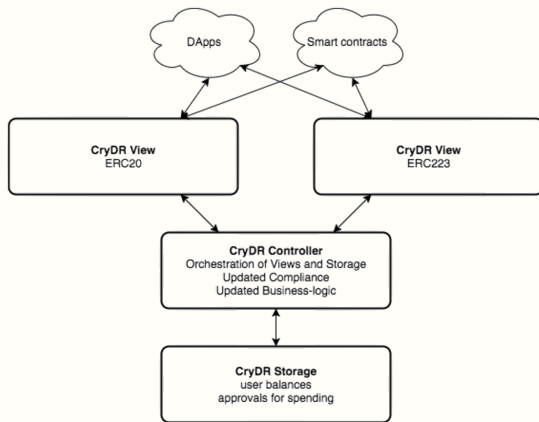 DApps
Smart contracts
CryDR View
ERC20
CryDR View
ERC223
CryDR Controller
Orchestration of Views and Storage
Updated Compliance
Updated Business-logic
CryDR Storage
user balances
approvals for spending